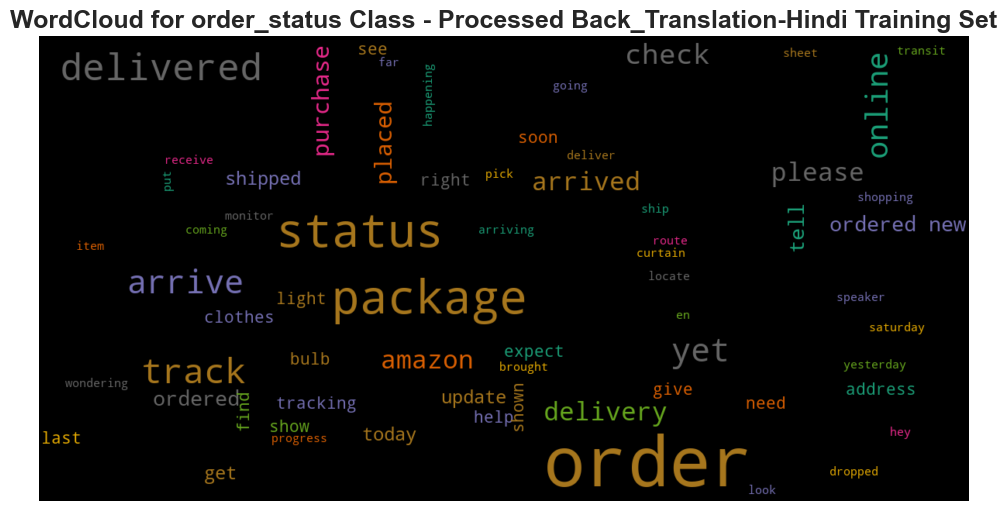 WordCloud for order_status Class - Processed Back_Translation-Hindi Training Set
delivered
purchase
see
far
happening
placed
going
check
sheet
transit
online
soon
deliver
receive
put
shipped
right
pick
arrived
please
shopping
monitor
coming
status
arriving
ship
tell
ordered new
item
route
curtain
arrive
light
package
locate
speaker
clothes
en
saturday
track
bulb
amazon
expect
brought
yet
yesterday
wondering
ordered
find
tracking
update
shown
give
need
address
help
delivery
last
show
progress
today
order
hey
get
dropped
look